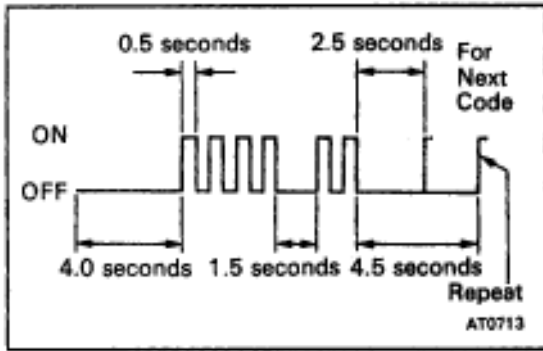 0.5 seconds
2.5 seconds
For
Next
Code
ON
OFF
4.0 seconds
1.5 seconds
4.5 seconds
Repeat
AT0713